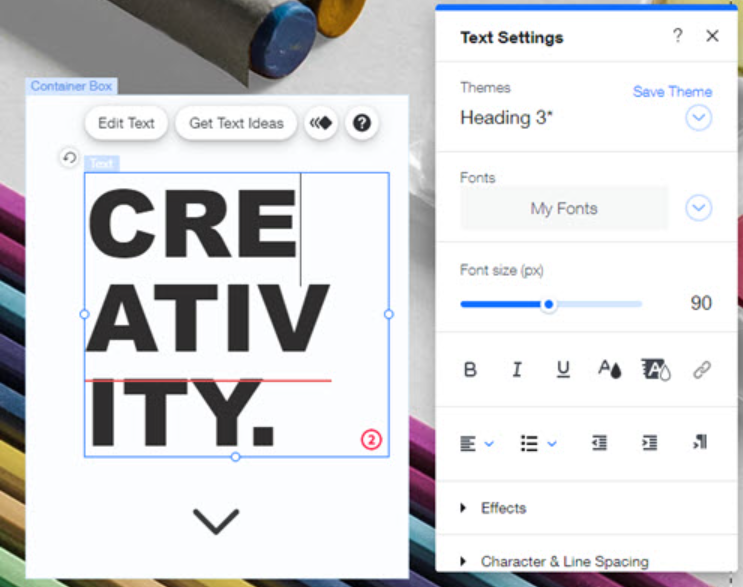 Text Settings
?
Container Box
Themes
Save Theme
Heading 3*
Edit Text
Get Text Ideas
?
Text
CRE
ATIV
ITY.
2
Fonts
My Fonts
Font size (px)
90
B I U A A
Effects
Character & Line Spacing